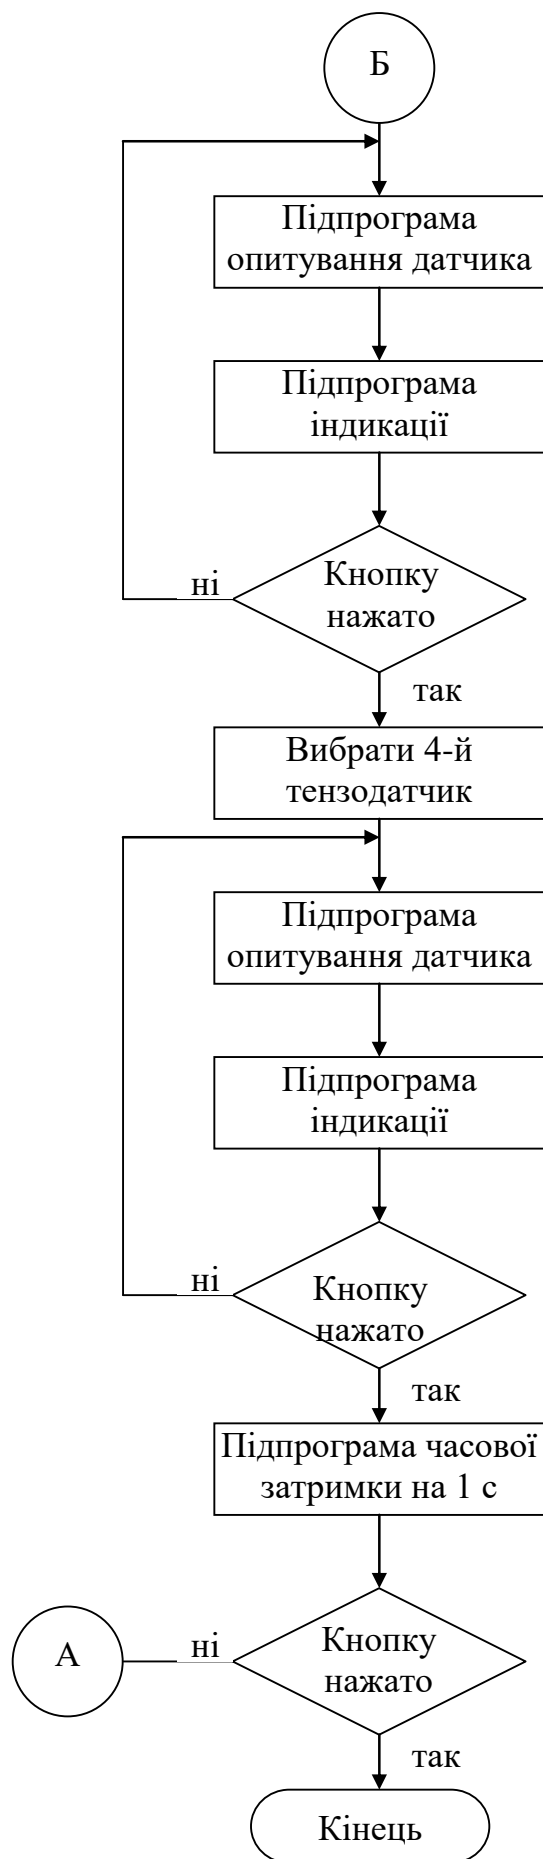 Б
Підпрограма
опитування датчика
Підпрограма
індикації
Кнопку
нажато
ні
так
Вибрати 4-й
тензодатчик
Підпрограма
опитування датчика
Підпрограма
індикації
ні
Кнопку
нажато
так
Підпрограма часової
затримки на 1 с
А
ні
Кнопку
нажато
так
Кінець